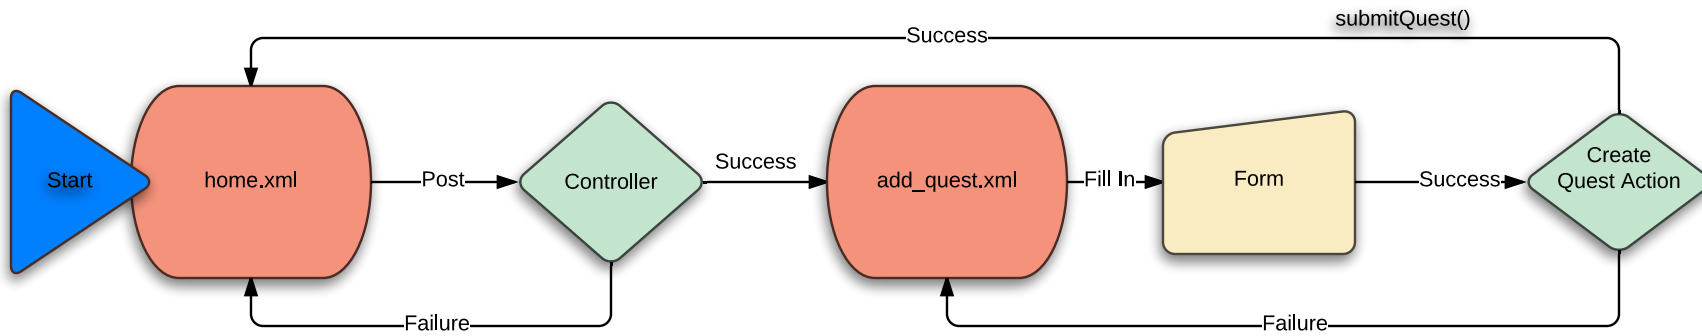 submitQuest()
Success
Start
home.xml
Post
Controller
Success
add_quest.xml
Fill In
Form
Success
Create
Quest Action
Failure
Failure